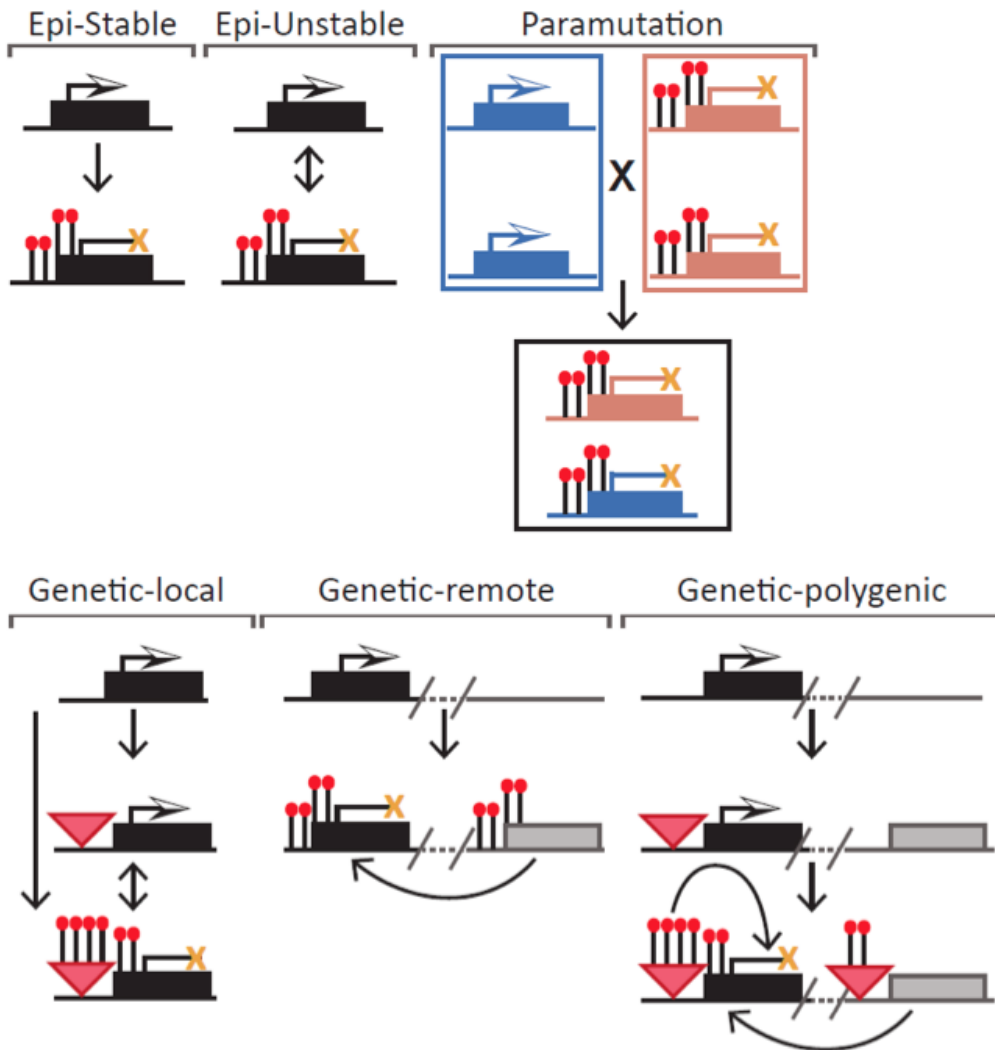 Epi-Stable
Epi-Unstable
Paramutation
X
X
X
X
X
X
X
X
Genetic-local
Genetic-remote
Genetic-polygenic
X
X
X